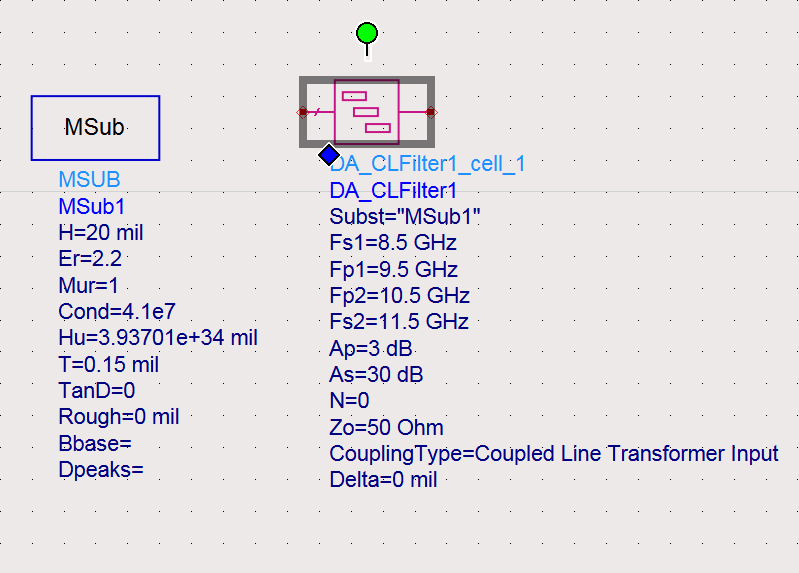 MSub
MSUB
MSub1
H=20 mil
Er=2.2
Mur=1
Cond=4.1e7
Hu=3.93701e+34 mil
T=0.15 mil
TanD=0
Rough=0 mil
Bbase=
Dpeaks=
DA_CLFilter1_cell_1
DA_CLFilter1
Subst="MSub1"
Fs1=8.5 GHz
Fp1=9.5 GHz
Fp2=10.5 GHz
Fs2=11.5 GHz
Ap=3 dB
As=30 dB
N=0
Zo=50 Ohm
CouplingType=Coupled Line Transformer Input
Delta=0 mil